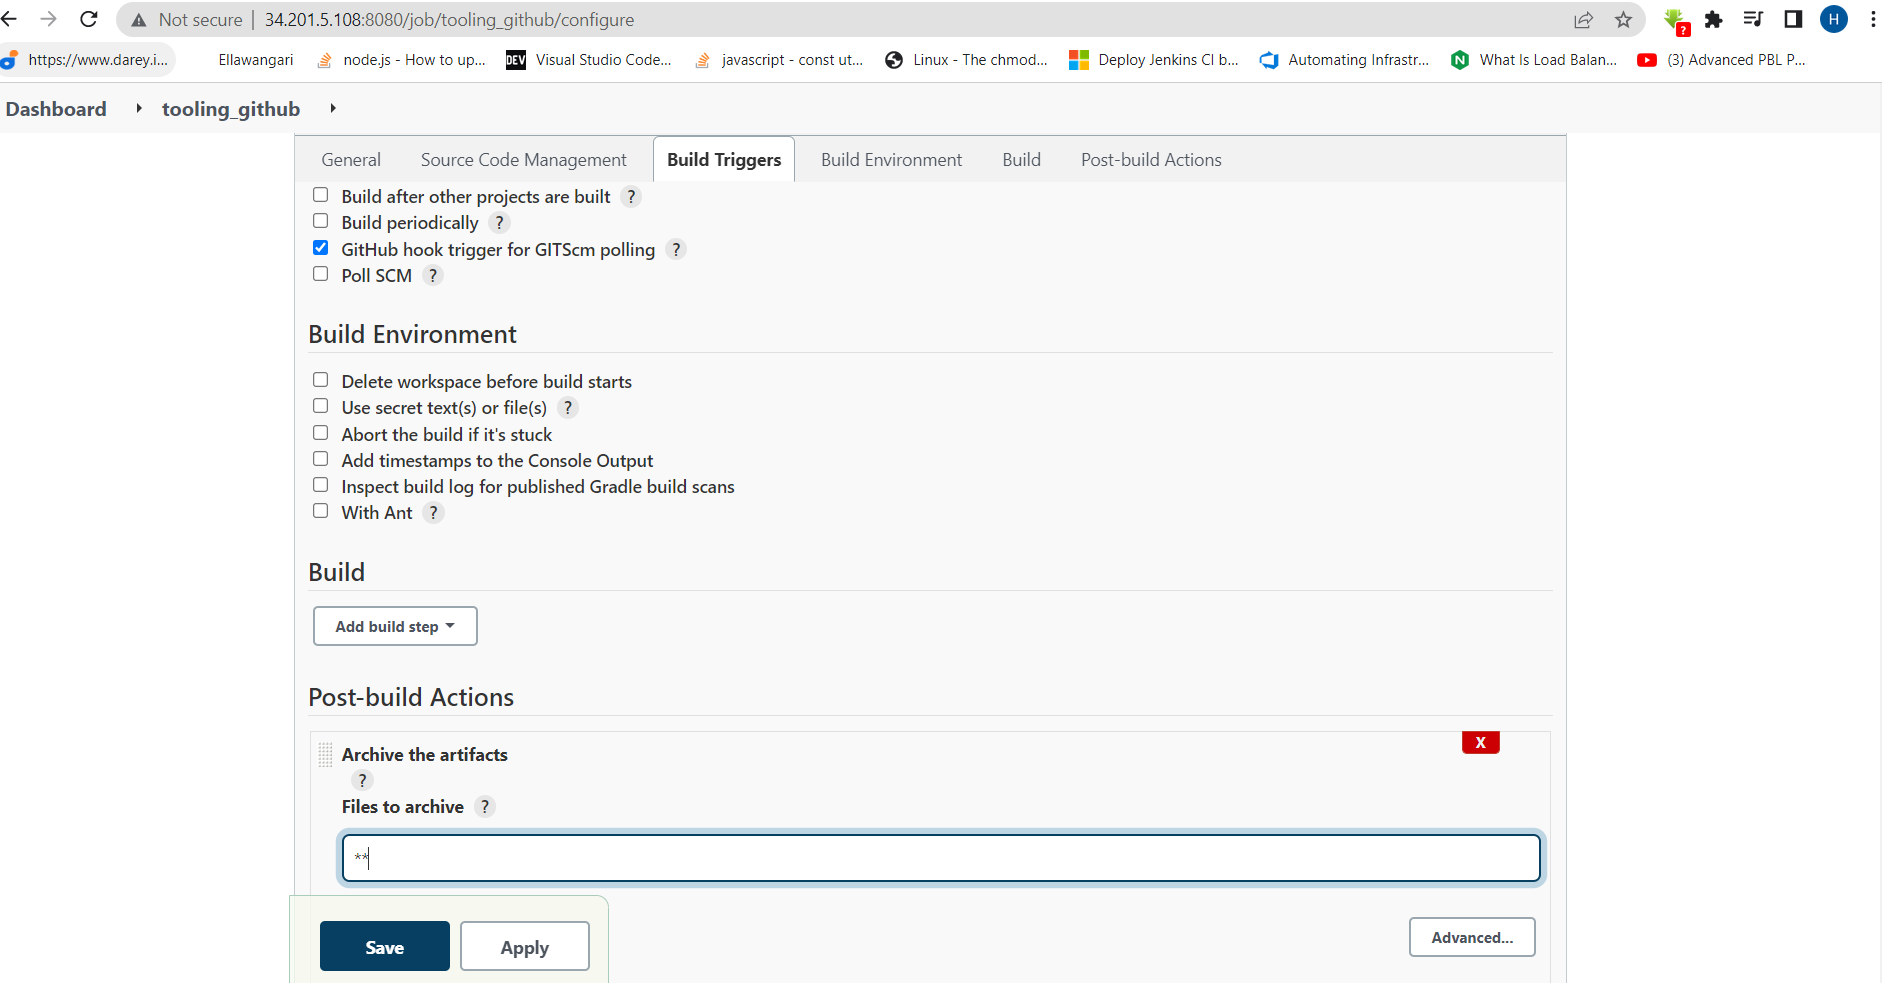 Not secure | 34.201.5.108:8080/job/tooling_github/configure ? H
https://www.darey.i... Ellawangari node.js - How to up... DEV Visual Studio Code... javascript - const ut... Linux - The chmod... Deploy Jenkins CI b... Automating Infrastr... N What Is Load Balan... (3) Advanced PBL P...
Dashboard tooling_github
General Source Code Management Build Triggers Build Environment Build Post-build Actions
Build after other projects are built ?
Build periodically ?
GitHub hook trigger for GITScm polling ?
Poll SCM ?
Build Environment
Delete workspace before build starts
Use secret text(s) or file(s) ?
Abort the build if it's stuck
Add timestamps to the Console Output
Inspect build log for published Gradle build scans
With Ant ?
Build
Add build step
Post-build Actions
X
Archive the artifacts
?
Files to archive ?
**
Save Apply Advanced...